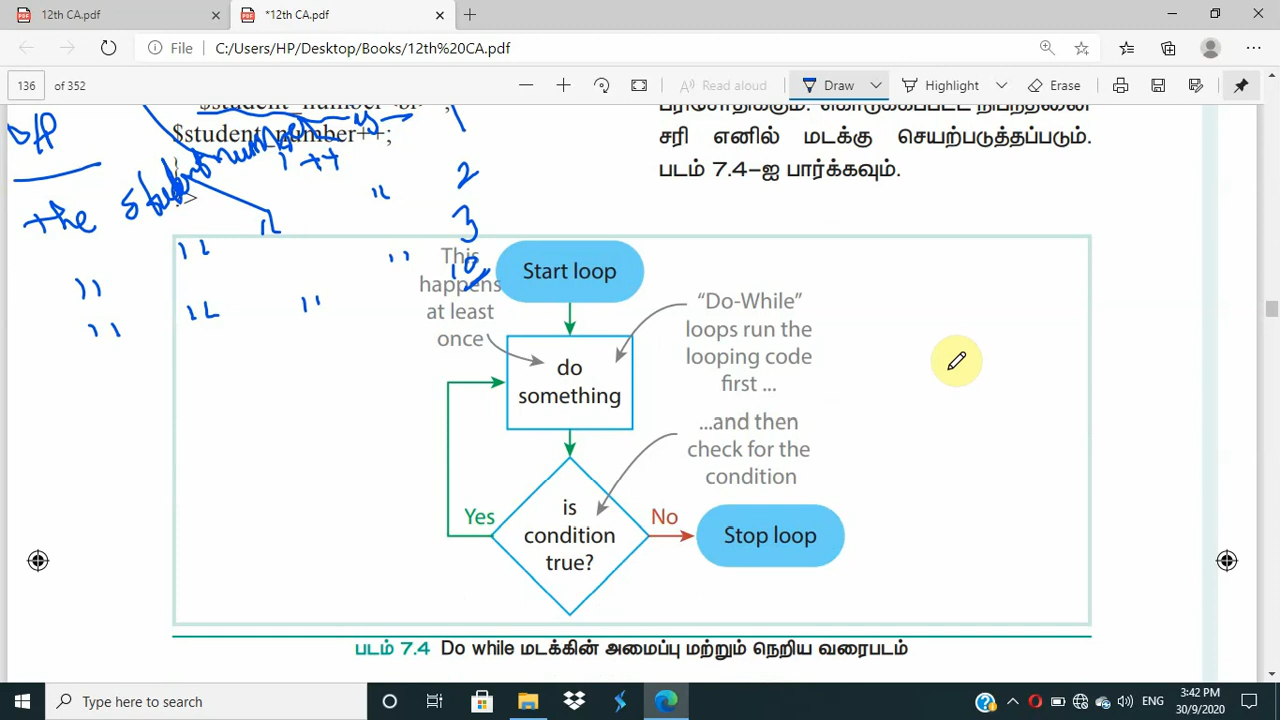 12th CA.pdf
*12th CA.pdf
File
C:/Users/HP/Desktop/Books/12th%20CA.pdf
136 of 352
Read aloud
Draw
Highlight
Erase
$student_number++;
சரி எனில் மடக்கு செயற்படுத்தப்படும்.
படம் 7.4-ஐ பார்க்கவும்.
1
2
3
10
the student number is
1++
Start loop
This
happens
at least
once
do
something
"Do-While"
loops run the
looping code
first ...
...and then
check for the
condition
is
condition
true?
Yes
No
Stop loop
படம் 7.4 Do while மடக்கின் அமைப்பு மற்றும் நெறிய வரைபடம்
Type here to search
ENG
3:42 PM
30/9/2020